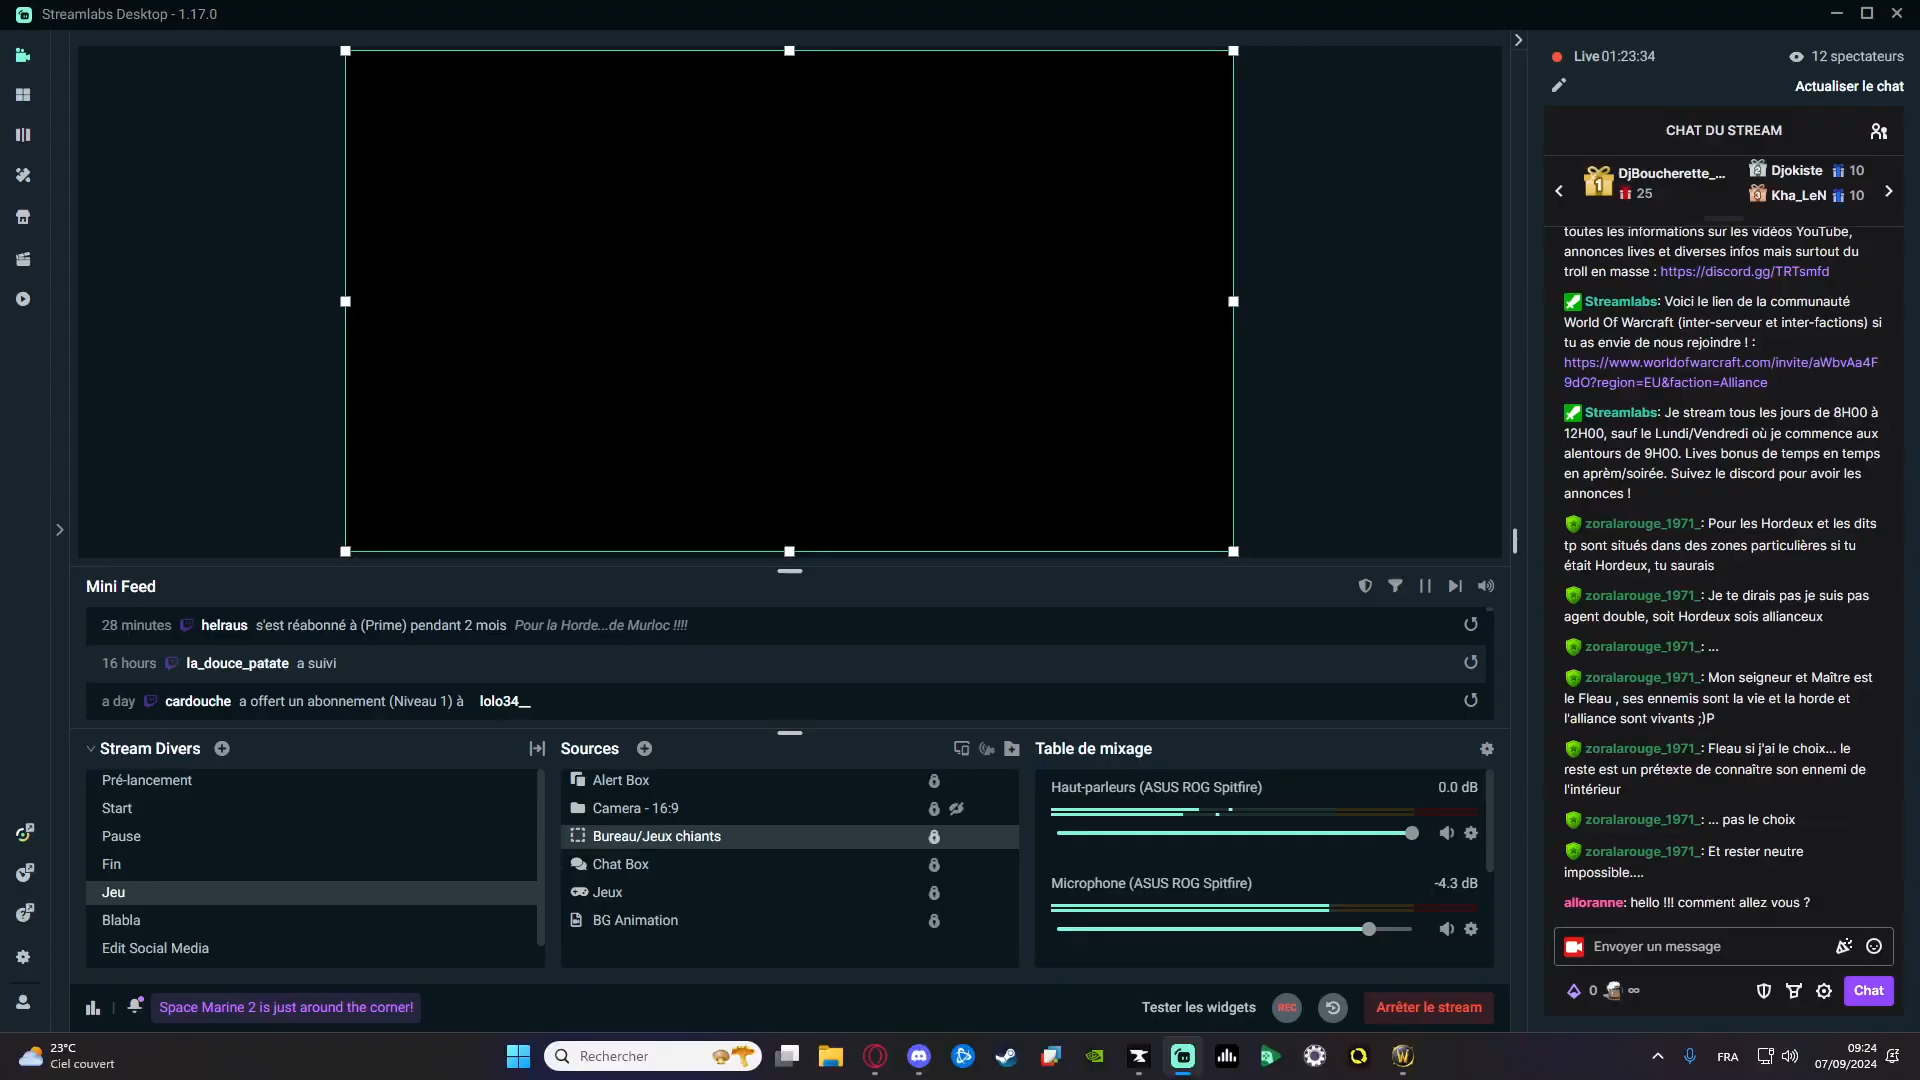 Streamlabs Desktop - 1.17.0
Live 01:23:34
12 spectateurs
Actualiser le chat
CHAT DU STREAM
1
DjBoucherette_...
25
2
Djokiste
10
3
Kha_LeN
10
toutes les informations sur les vidéos YouTube,
annonces lives et diverses infos mais surtout du
troll en masse : https://discord.gg/TRTsmfd
Streamlabs: Voici le lien de la communauté
World Of Warcraft (inter-serveur et inter-factions) si
tu as envie de nous rejoindre ! :
https://www.worldofwarcraft.com/invite/aWbvAa4F
9dO?region=EU&faction=Alliance
Streamlabs: Je stream tous les jours de 8H00 à
12H00, sauf le Lundi/Vendredi où je commence aux
alentours de 9H00. Lives bonus de temps en temps
en aprèm/soirée. Suivez le discord pour avoir les
annonces !
zoralarouge_1971_: Pour les Hordeux et les dits
tp sont situés dans des zones particulières si tu
était Hordeux, tu saurais
zoralarouge_1971_: Je te dirais pas je suis pas
agent double, soit Hordeux sois allianceux
zoralarouge_1971_: ...
zoralarouge_1971_: Mon seigneur et Maître est
le Fleau , ses ennemis sont la vie et la horde et
l'alliance sont vivants ;)P
zoralarouge_1971_: Fleau si j'ai le choix... le
reste est un prétexte de connaître son ennemi de
l'intérieur
zoralarouge_1971_: ... pas le choix
zoralarouge_1971_: Et rester neutre
impossible....
alloranne: hello !!! comment allez vous ?
Envoyer un message
0
∞
Chat
Mini Feed
28 minutes helraus s'est réabonné à (Prime) pendant 2 mois Pour la Horde...de Murloc !!!!
16 hours la_douce_patate a suivi
a day cardouche a offert un abonnement (Niveau 1) à lolo34__
Stream Divers
Pré-lancement
Start
Pause
Fin
Jeu
Blabla
Edit Social Media
Sources
Alert Box
Camera - 16:9
Bureau/Jeux chiants
Chat Box
Jeux
BG Animation
Table de mixage
Haut-parleurs (ASUS ROG Spitfire)
0.0 dB
Microphone (ASUS ROG Spitfire)
-4.3 dB
Space Marine 2 is just around the corner!
Tester les widgets
REC
Arrêter le stream
23°C
Ciel couvert
Rechercher
FRA
09:24
07/09/2024